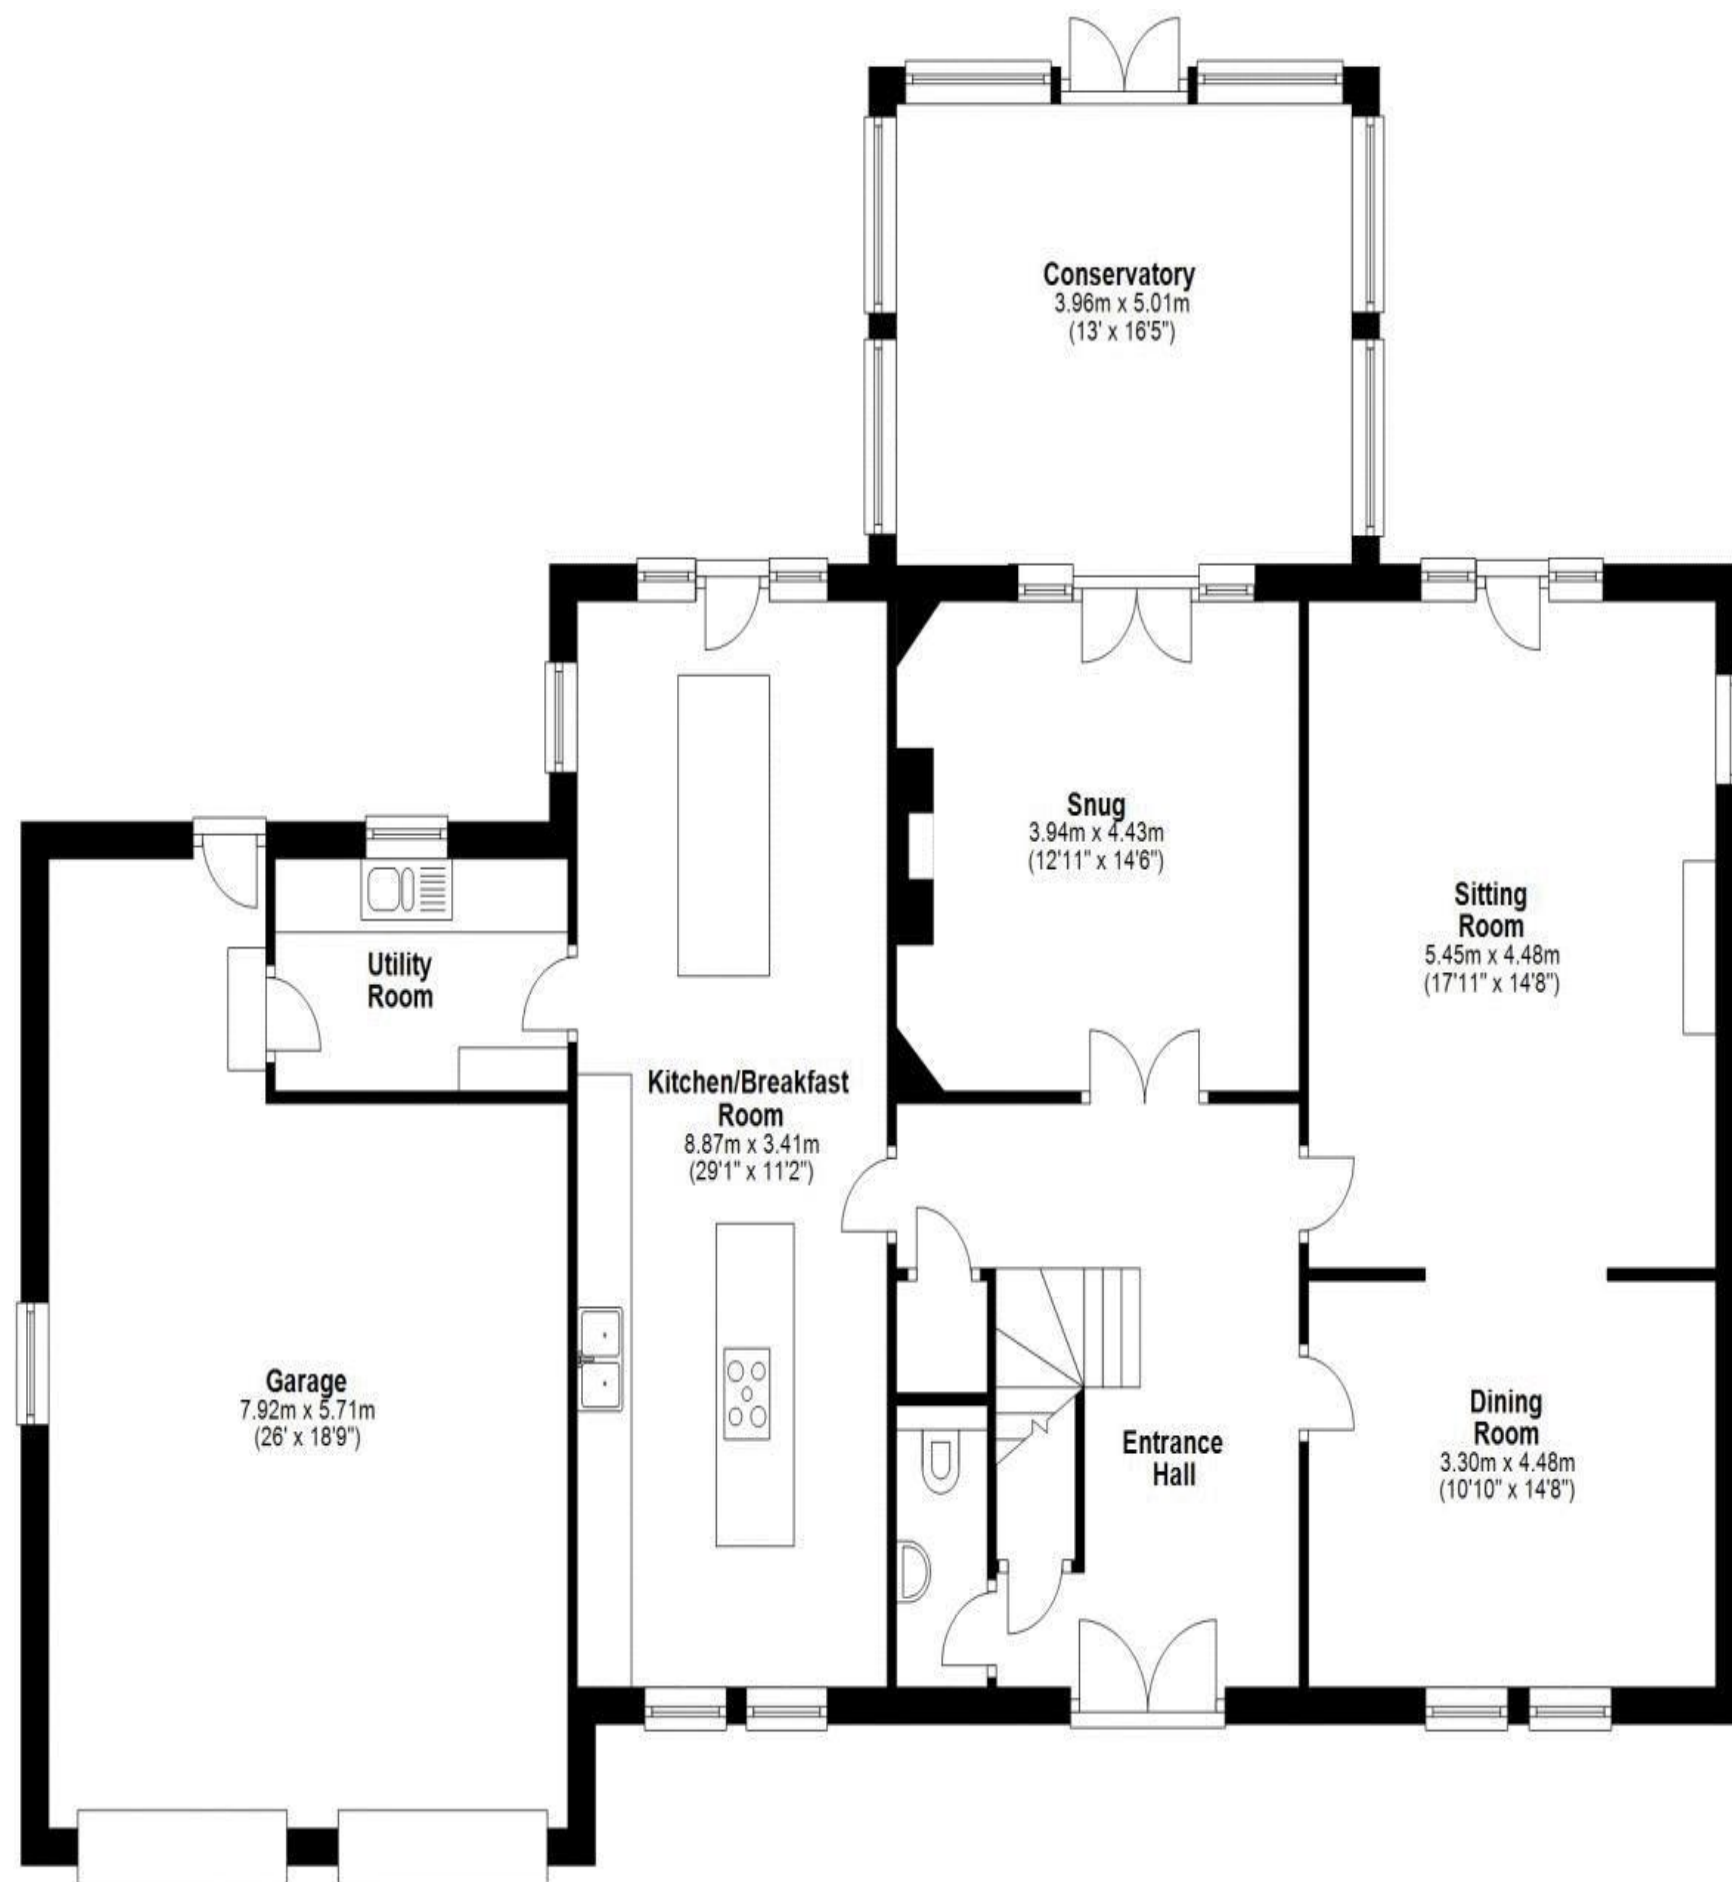 Conservatory
3.96m x 5.01m
(13' x 16'5")
Snug
3.94m x 4.43m
(12'11" x 14'6")
Sitting
Room
5.45m x 4.48m
(17'11" x 14'8")
Utility
Room
Kitchen/Breakfast
Room
8.87m x 3.41m
(29'1" x 11'2")
Garage
7.92m x 5.71m
(26' x 18'9")
Entrance
Hall
Dining
Room
3.30m x 4.48m
(10'10" x 14'8")